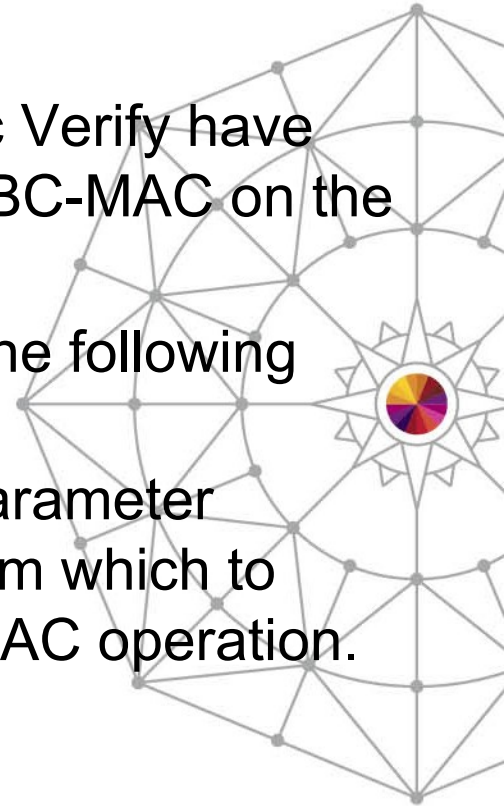 Verify have
BC-MAC on the
he following
arameter
m which to
AC operation.